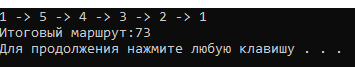 1 -> 5 -> 4 -> 3 -> 2 -> 1
Итоговый маршрут:73
Для продолжения нажмите любую клавишу . . .